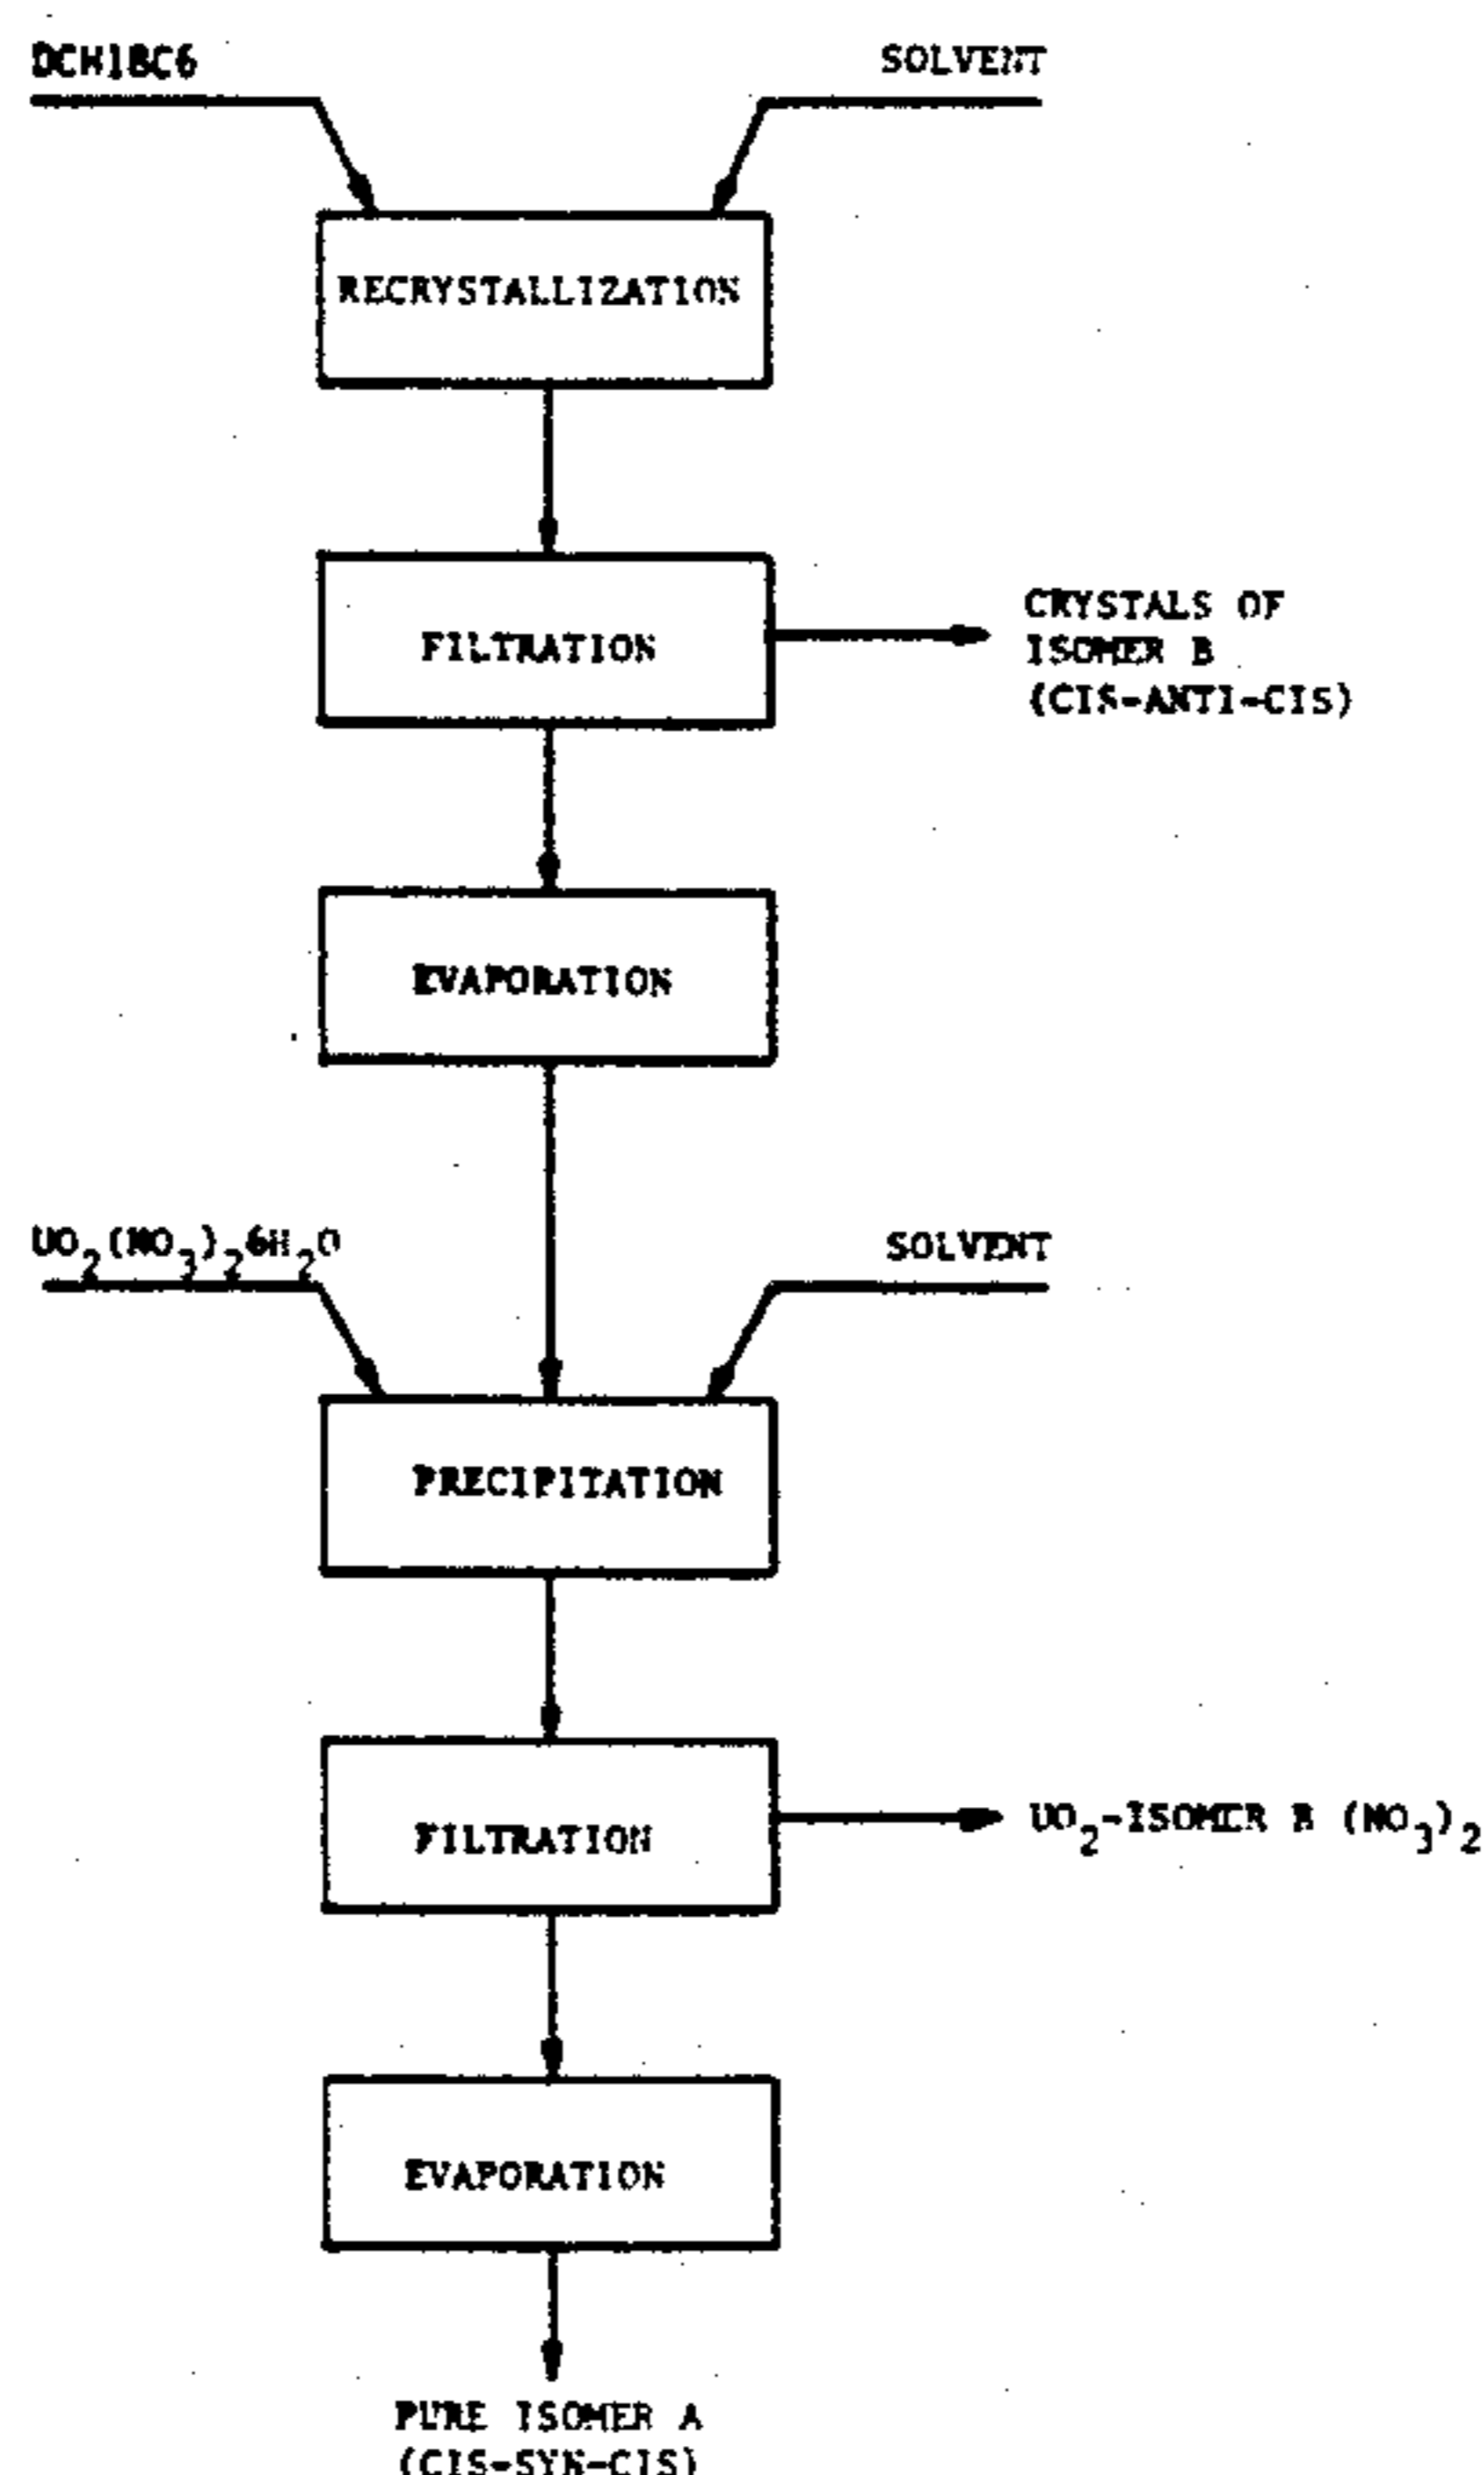 DCH18C6
SOLVENT
RECRYSTALLIZATION
FILTRATION
CRYSTALS OF
ISOMER B
(CIS-ANTI-CIS)
EVAPORATION
UO2(NO3)26H2O
SOLVENT
PRECIPITATION
FILTRATION
UO2-ISOMER B (NO3)2
EVAPORATION
PURE ISOMER A
(CIS-SYN-CIS)